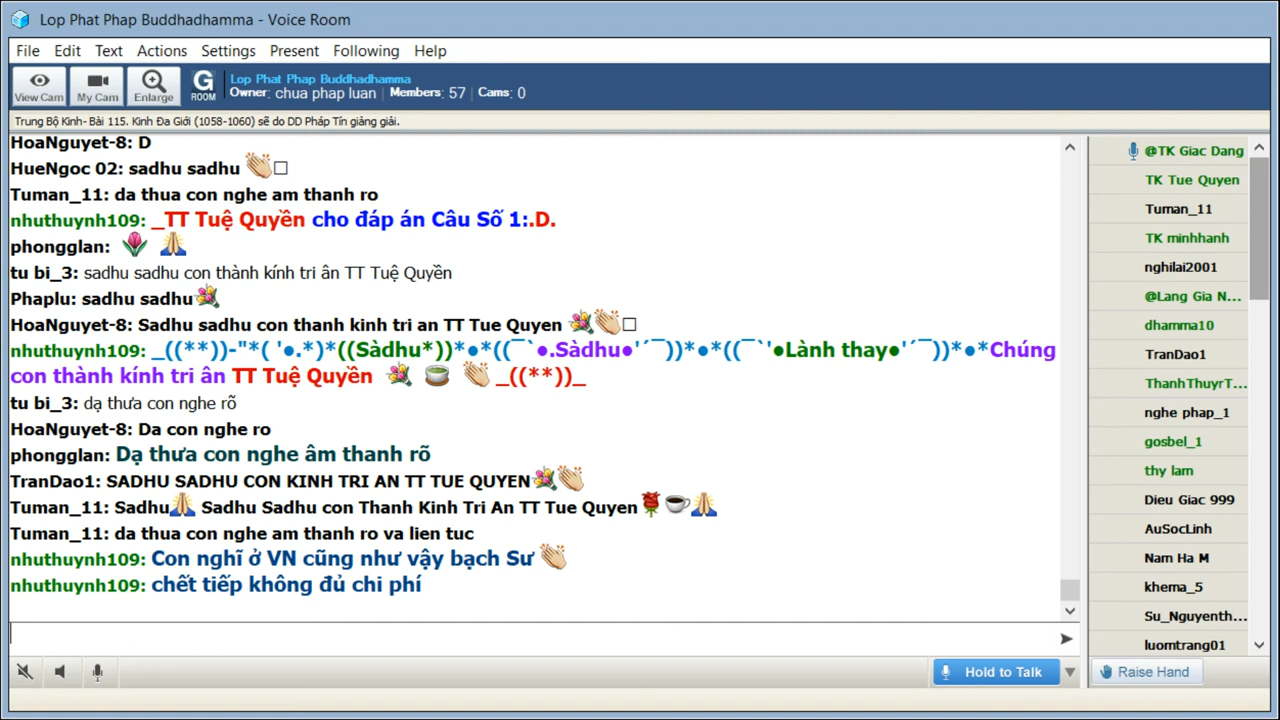 Lop Phat Phap Buddhadhamma - Voice Room
File Edit Text Actions Settings Present Following Help
View Cam My Cam Enlarge G ROOM
Lop Phat Phap Buddhadhamma
Owner: chua phap luan | Members: 57 | Cams: 0
Trung Bộ Kinh- Bài 115. Kinh Đa Giới (1058-1060) sẽ do DD Pháp Tín giảng giải.
HoaNguyet-8: D
HueNgoc 02: sadhu sadhu 👏□
Tuman_11: da thua con nghe am thanh ro
nhuthuynh109: _TT Tuệ Quyền cho đáp án Câu Số 1:.D.
phongglan: 🌷 🙏
tu bi_3: sadhu sadhu con thành kính tri ân TT Tuệ Quyền
Phaplu: sadhu sadhu💐
HoaNguyet-8: Sadhu sadhu con thanh kinh tri an TT Tue Quyen 💐👏□
nhuthuynh109: _((**))-"*( '●.*)*((Sàdhu*))*●*((¯`●.Sàdhu●'´¯))*●*((¯`'●Lành thay●'´¯))*●*Chúng
con thành kính tri ân TT Tuệ Quyền 💐 🍵 👏 _((**))_
tu bi_3: dạ thưa con nghe rõ
HoaNguyet-8: Da con nghe ro
phongglan: Dạ thưa con nghe âm thanh rõ
TranDao1: SADHU SADHU CON KINH TRI AN TT TUE QUYEN💐👏
Tuman_11: Sadhu🙏 Sadhu Sadhu con Thanh Kinh Tri An TT Tue Quyen🌹☕🙏
Tuman_11: da thua con nghe am thanh ro va lien tuc
nhuthuynh109: Con nghĩ ở VN cũng như vậy bạch Sư 👏
nhuthuynh109: chết tiếp không đủ chi phí
@TK Giac Dang
TK Tue Quyen
Tuman_11
TK minhhanh
nghilai2001
@Lang Gia N...
dhamma10
TranDao1
ThanhThuyrT...
nghe phap_1
gosbel_1
thy lam
Dieu Giac 999
AuSocLinh
Nam Ha M
khema_5
Su_Nguyenth...
luomtrang01
Hold to Talk
Raise Hand